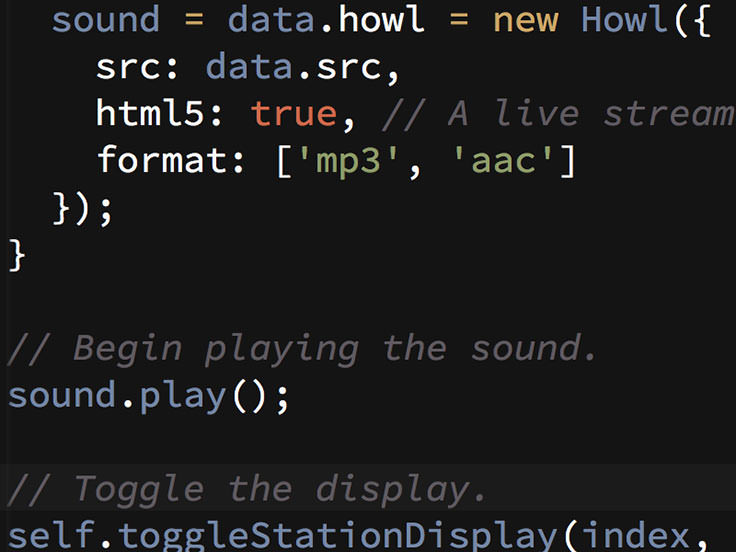 sound = data.howl = new Howl({
src: data.src,
html5: true, // A live stream
format: ['mp3', 'aac']
});
}
// Begin playing the sound.
sound.play();
// Toggle the display.
self.toggleStationDisplay(index,